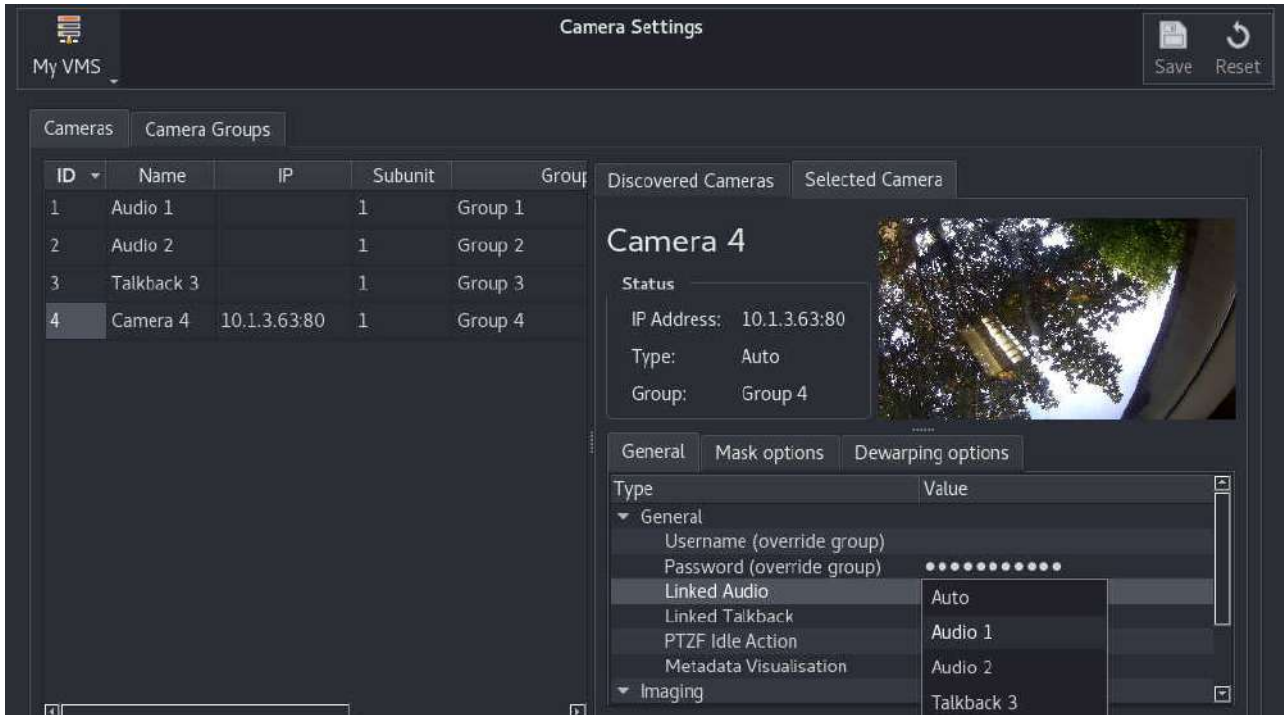 Camera Settings
My VMS
Save Reset
Cameras Camera Groups
ID Name IP Subunit Group
1 Audio 1 1 Group 1
2 Audio 2 1 Group 2
3 Talkback 3 1 Group 3
4 Camera 4 10.1.3.63:80 1 Group 4
Discovered Cameras Selected Camera
Camera 4
Status
IP Address: 10.1.3.63:80
Type: Auto
Group: Group 4
General Mask options Dewarping options
Type Value
General
Username (override group)
Password (override group) ●●●●●●●●●●●
Linked Audio
Linked Talkback
PTZF Idle Action
Metadata Visualisation
Imaging
Auto
Audio 1
Audio 2
Talkback 3